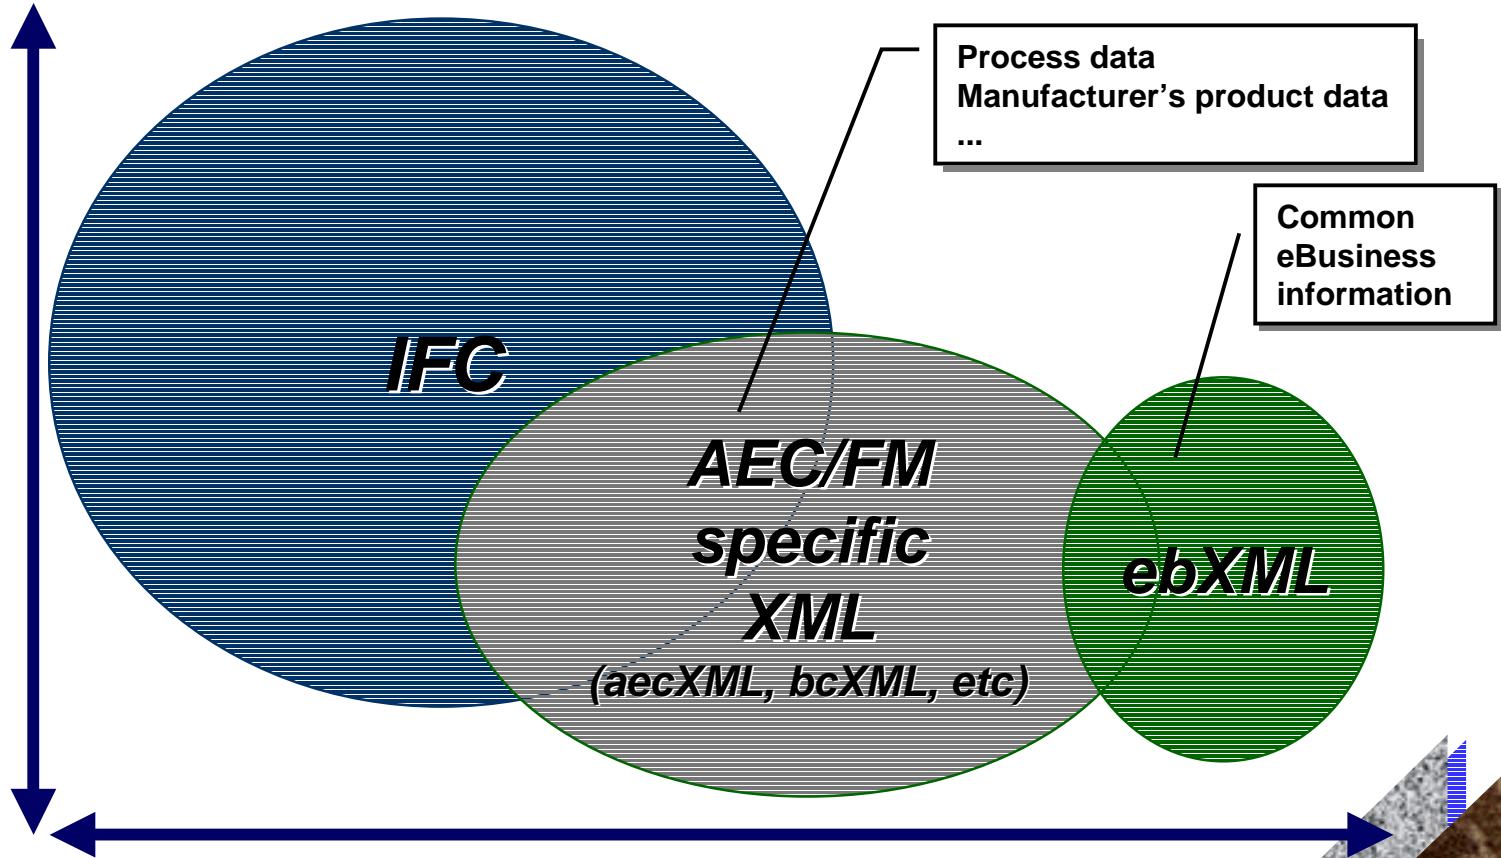 Process data
Manufacturer’s product data
...
Common
eBusiness
information
IFC
AEC/FM
specific
XML
(aecXML, bcXML, etc)
ebXML